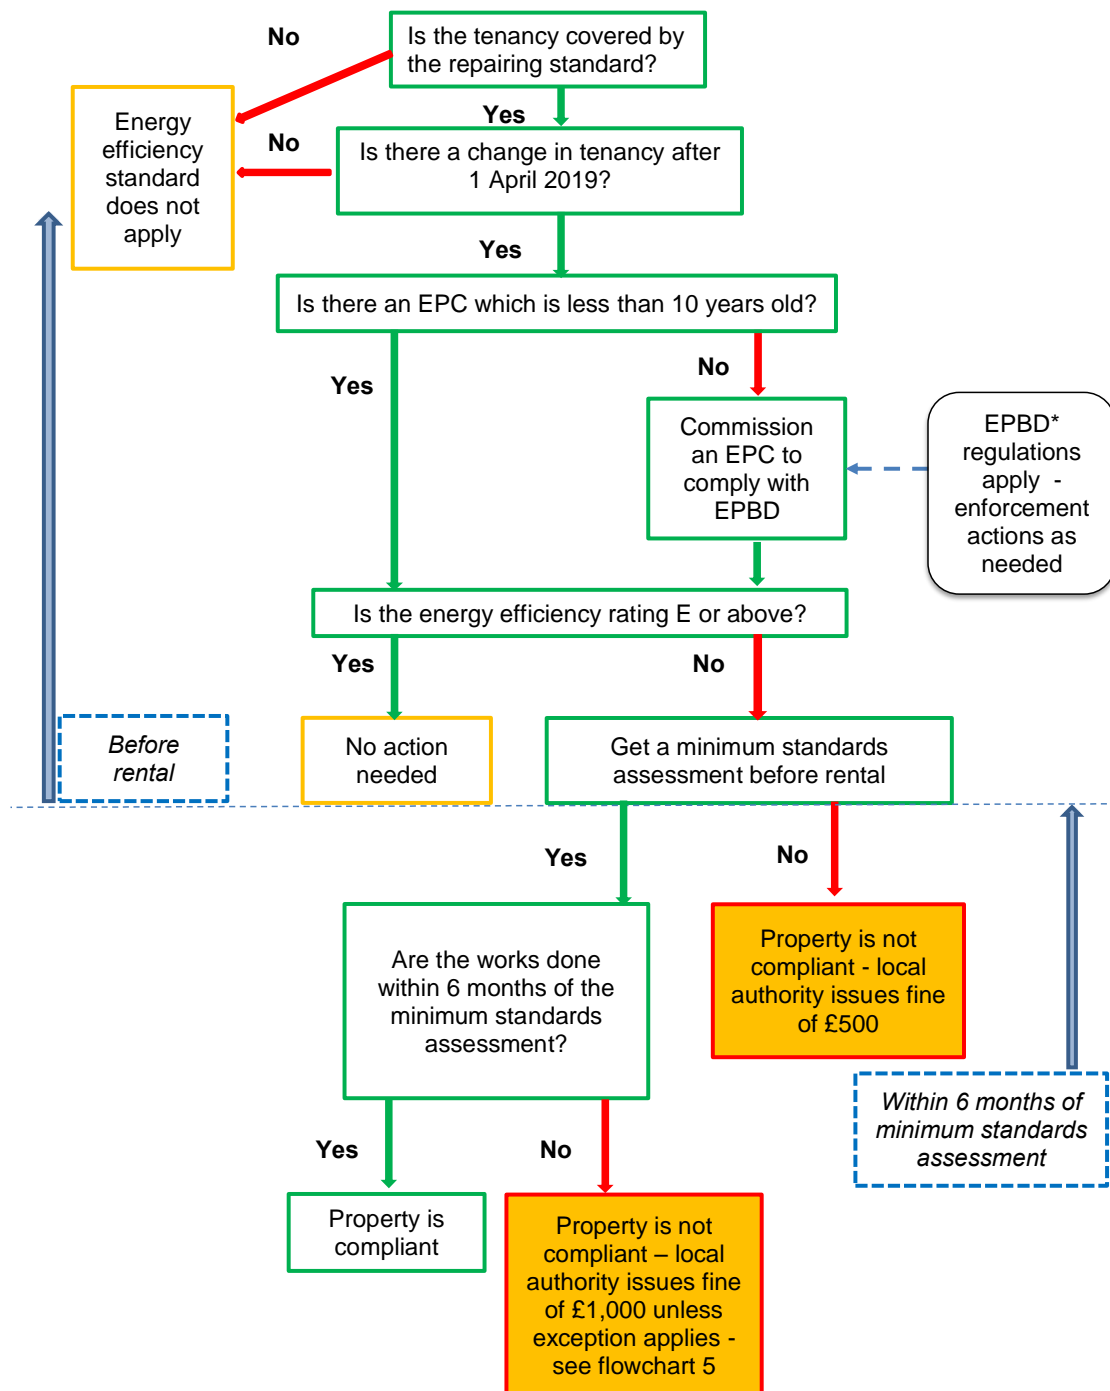 No
Is the tenancy covered by
the repairing standard?
Yes
Energy
efficiency
standard
does not
apply
No
Is there a change in tenancy after
1 April 2019?
Yes
Is there an EPC which is less than 10 years old?
Yes
No
Commission
an EPC to
comply with
EPBD
EPBD*
regulations
apply  -
enforcement
actions as
needed
Is the energy efficiency rating E or above?
Yes
No
Before
rental
No action
needed
Get a minimum standards
assessment before rental
Yes
No
Are the works done
within 6 months of the
minimum standards
assessment?
Property is not
compliant - local
authority issues fine
of £500
Within 6 months of
minimum standards
assessment
Yes
No
Property is
compliant
Property is not
compliant – local
authority issues fine
of £1,000 unless
exception applies -
see flowchart 5